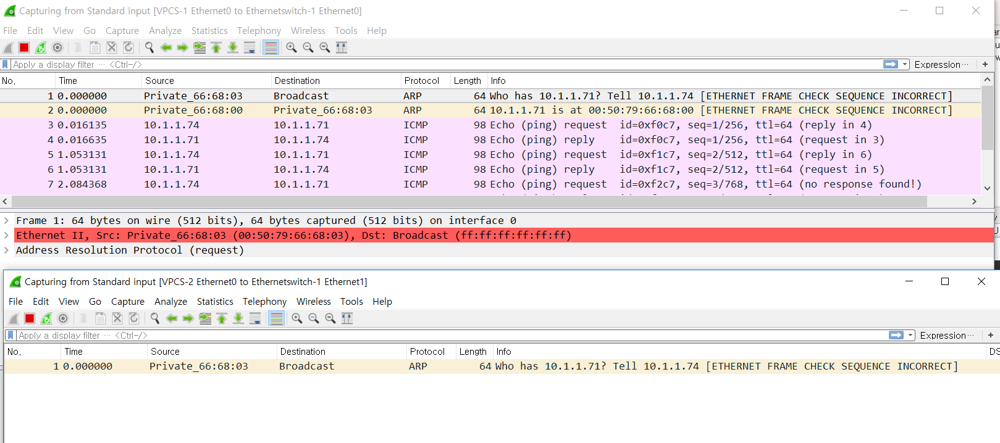 Capturing from Standard input [VPCS-1 Ethernet0 to Ethernetswitch-1 Ethernet0]
File Edit View Go Capture Analyze Statistics Telephony Wireless Tools Help
Apply a display filter ··· <Ctrl-/> Expression··· +
No. Time Source Destination Protocol Length Info
1 0.000000 Private_66:68:03 Broadcast ARP 64 Who has 10.1.1.71? Tell 10.1.1.74 [ETHERNET FRAME CHECK SEQUENCE INCORRECT]
2 0.000000 Private_66:68:00 Private_66:68:03 ARP 64 10.1.1.71 is at 00:50:79:66:68:00 [ETHERNET FRAME CHECK SEQUENCE INCORRECT]
3 0.016135 10.1.1.74 10.1.1.71 ICMP 98 Echo (ping) request id=0xf0c7, seq=1/256, ttl=64 (reply in 4)
4 0.016635 10.1.1.71 10.1.1.74 ICMP 98 Echo (ping) reply id=0xf0c7, seq=1/256, ttl=64 (request in 3)
5 1.053131 10.1.1.74 10.1.1.71 ICMP 98 Echo (ping) request id=0xf1c7, seq=2/512, ttl=64 (reply in 6)
6 1.053131 10.1.1.71 10.1.1.74 ICMP 98 Echo (ping) reply id=0xf1c7, seq=2/512, ttl=64 (request in 5)
7 2.084368 10.1.1.74 10.1.1.71 ICMP 98 Echo (ping) request id=0xf2c7, seq=3/768, ttl=64 (no response found!)
Frame 1: 64 bytes on wire (512 bits), 64 bytes captured (512 bits) on interface 0
Ethernet II, Src: Private_66:68:03 (00:50:79:66:68:03), Dst: Broadcast (ff:ff:ff:ff:ff:ff)
Address Resolution Protocol (request)
Capturing from Standard input [VPCS-2 Ethernet0 to Ethernetswitch-1 Ethernet1]
File Edit View Go Capture Analyze Statistics Telephony Wireless Tools Help
Apply a display filter ··· <Ctrl-/> Expression··· +
No. Time Source Destination Protocol Length Info DS
1 0.000000 Private_66:68:03 Broadcast ARP 64 Who has 10.1.1.71? Tell 10.1.1.74 [ETHERNET FRAME CHECK SEQUENCE INCORRECT]